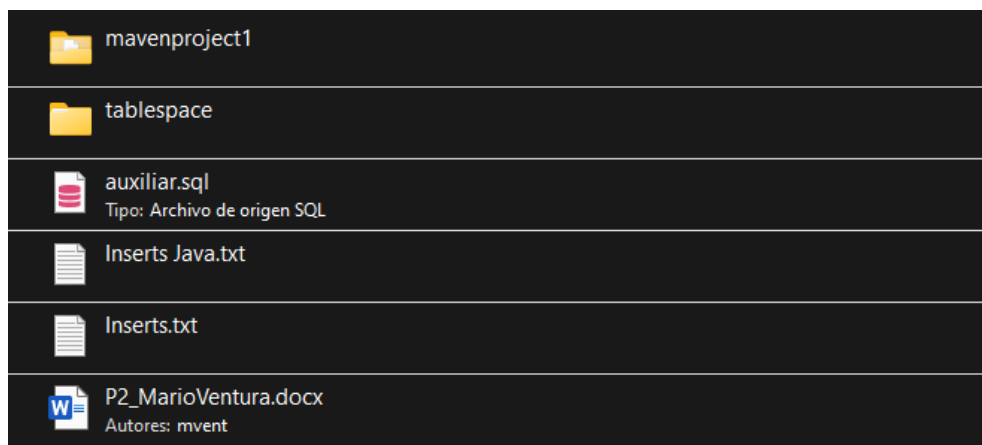 mavenproject1
tablespace
auxiliar.sql
Tipo: Archivo de origen SQL
Inserts Java.txt
Inserts.txt
P2_MarioVentura.docx
Autores: mvent